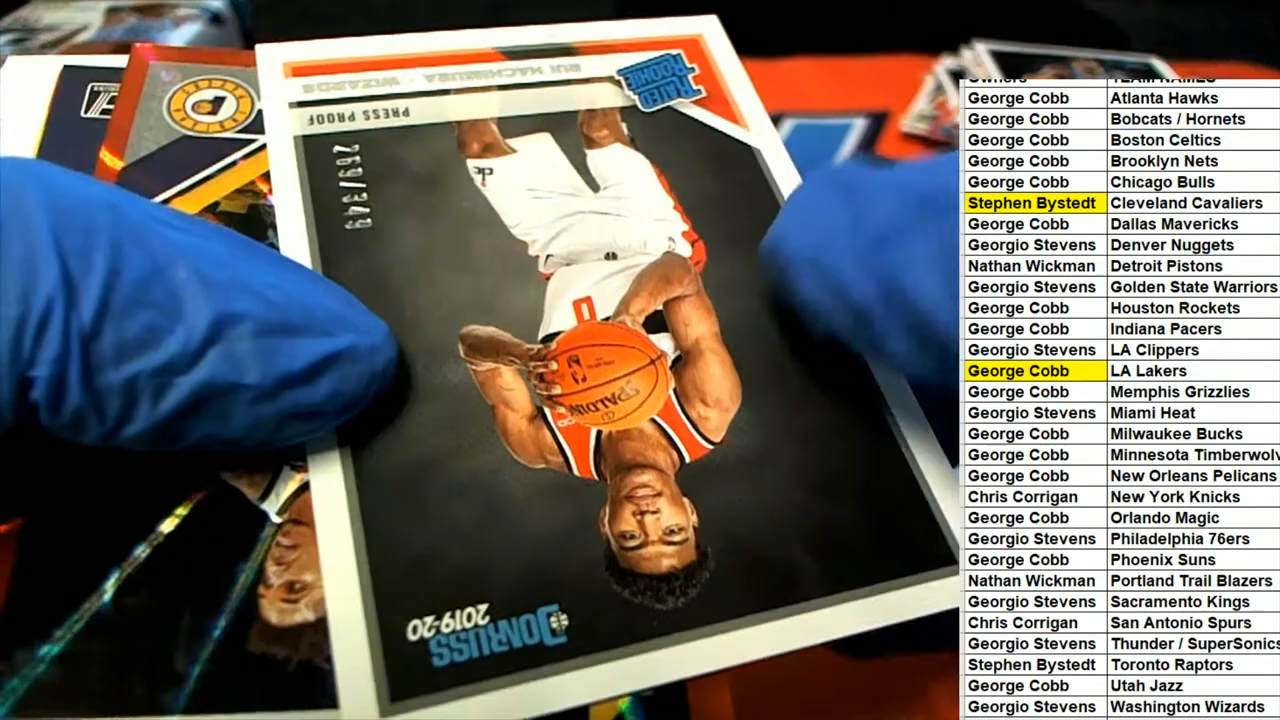 RUI HACHIMURA - WIZARDS
RATED ROOKIE
PRESS PROOF
269/349
0
SPALDING
2019-20
DONRUSS
Owners TEAM NAMES
George Cobb Atlanta Hawks
George Cobb Bobcats / Hornets
George Cobb Boston Celtics
George Cobb Brooklyn Nets
George Cobb Chicago Bulls
Stephen Bystedt Cleveland Cavaliers
George Cobb Dallas Mavericks
Georgio Stevens Denver Nuggets
Nathan Wickman Detroit Pistons
Georgio Stevens Golden State Warriors
George Cobb Houston Rockets
George Cobb Indiana Pacers
Georgio Stevens LA Clippers
George Cobb LA Lakers
George Cobb Memphis Grizzlies
Georgio Stevens Miami Heat
George Cobb Milwaukee Bucks
George Cobb Minnesota Timberwolv
George Cobb New Orleans Pelicans
Chris Corrigan New York Knicks
George Cobb Orlando Magic
Georgio Stevens Philadelphia 76ers
George Cobb Phoenix Suns
Nathan Wickman Portland Trail Blazers
Georgio Stevens Sacramento Kings
Chris Corrigan San Antonio Spurs
Georgio Stevens Thunder / SuperSonics
Stephen Bystedt Toronto Raptors
George Cobb Utah Jazz
Georgio Stevens Washington Wizards